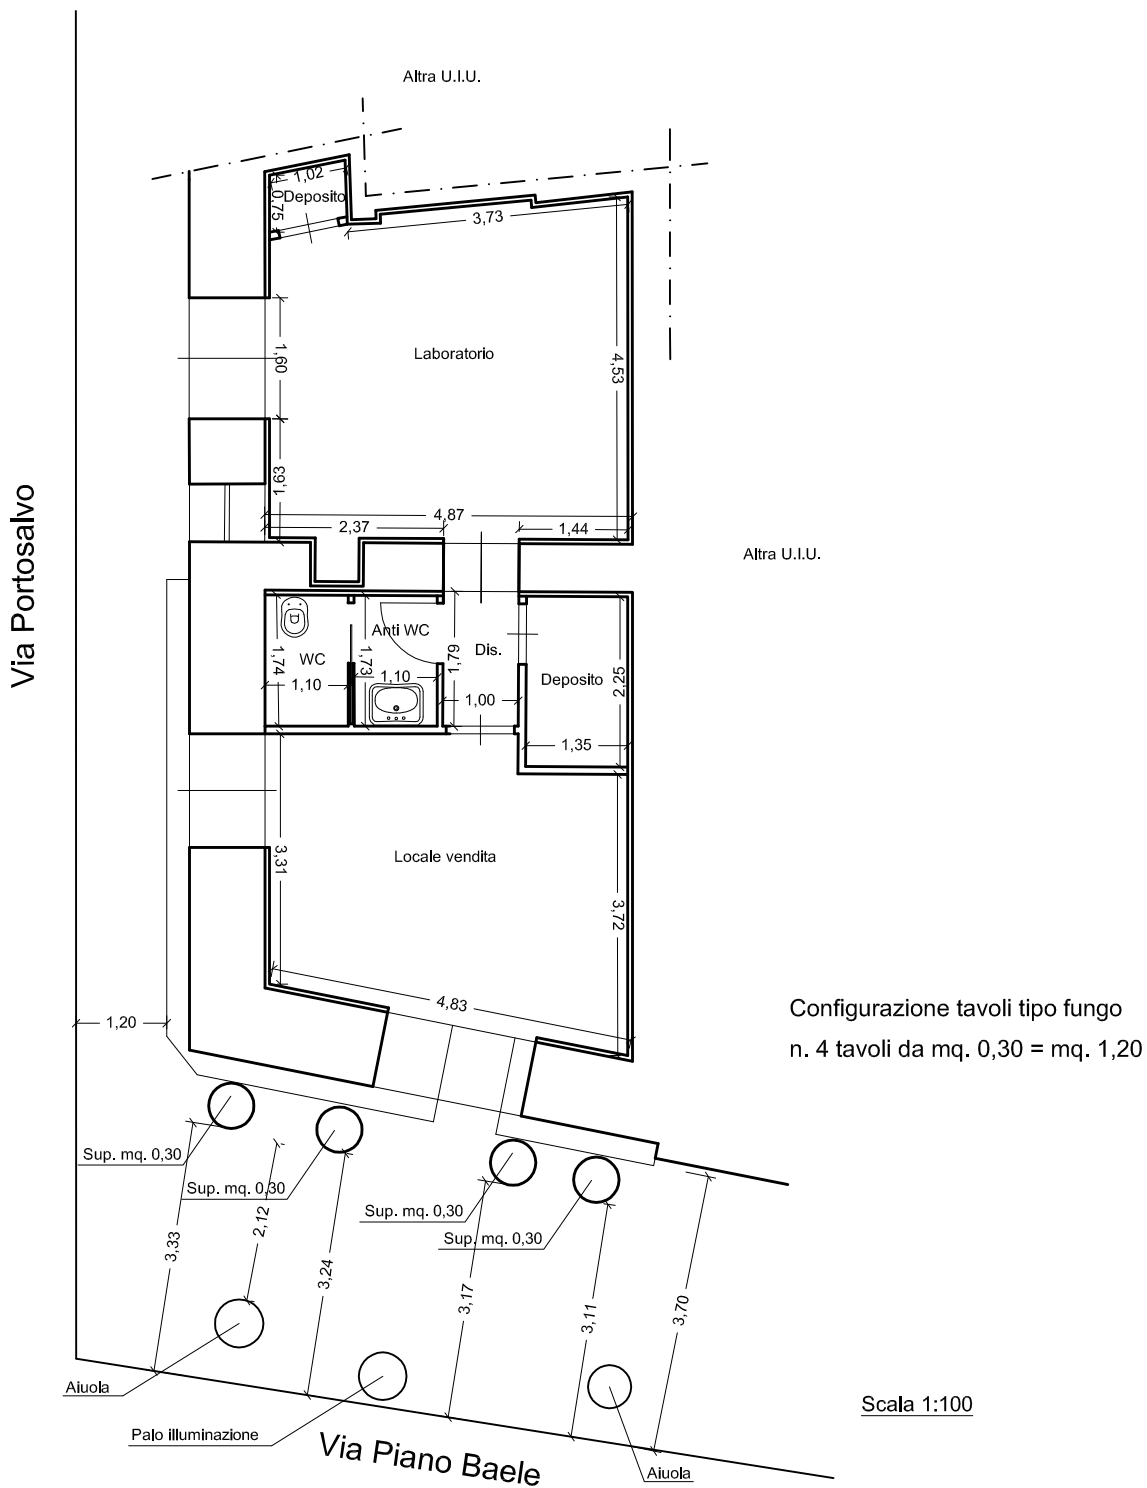 Altra U.I.U.
1,02
0,75
Deposito
3,73
1,60
Laboratorio
4,53
1,63
4,87
2,37
1,44
Altra U.I.U.
Via Portosalvo
Anti WC
WC
Dis.
1,74
1,73
1,79
2,25
Deposito
1,10
1,10
1,00
1,35
3,31
Locale vendita
3,72
4,83
1,20
Configurazione tavoli tipo fungo
n. 4 tavoli da mq. 0,30 = mq. 1,20
Sup. mq. 0,30
Sup. mq. 0,30
Sup. mq. 0,30
Sup. mq. 0,30
3,33
2,12
3,24
3,17
3,11
3,70
Aiuola
Palo illuminazione
Via Piano Baele
Aiuola
Scala 1:100